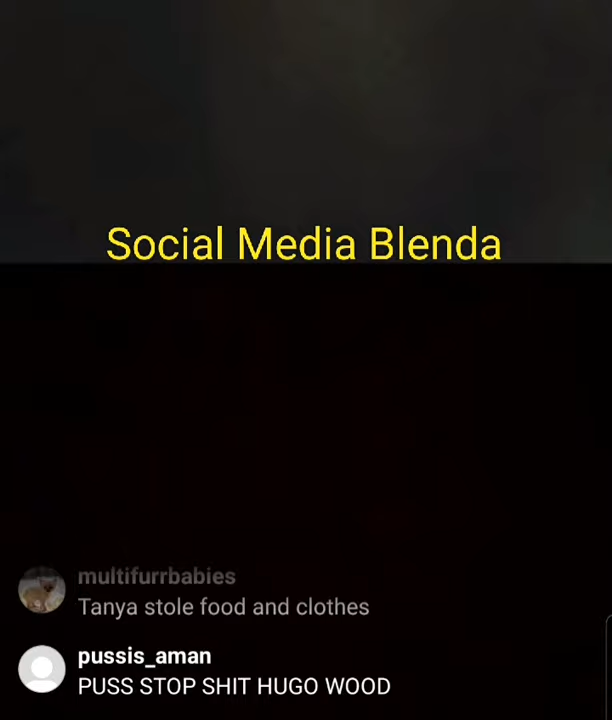 Social Media Blenda
multifurrbabies
Tanya stole food and clothes
pussis_aman
PUSS STOP SHIT HUGO WOOD